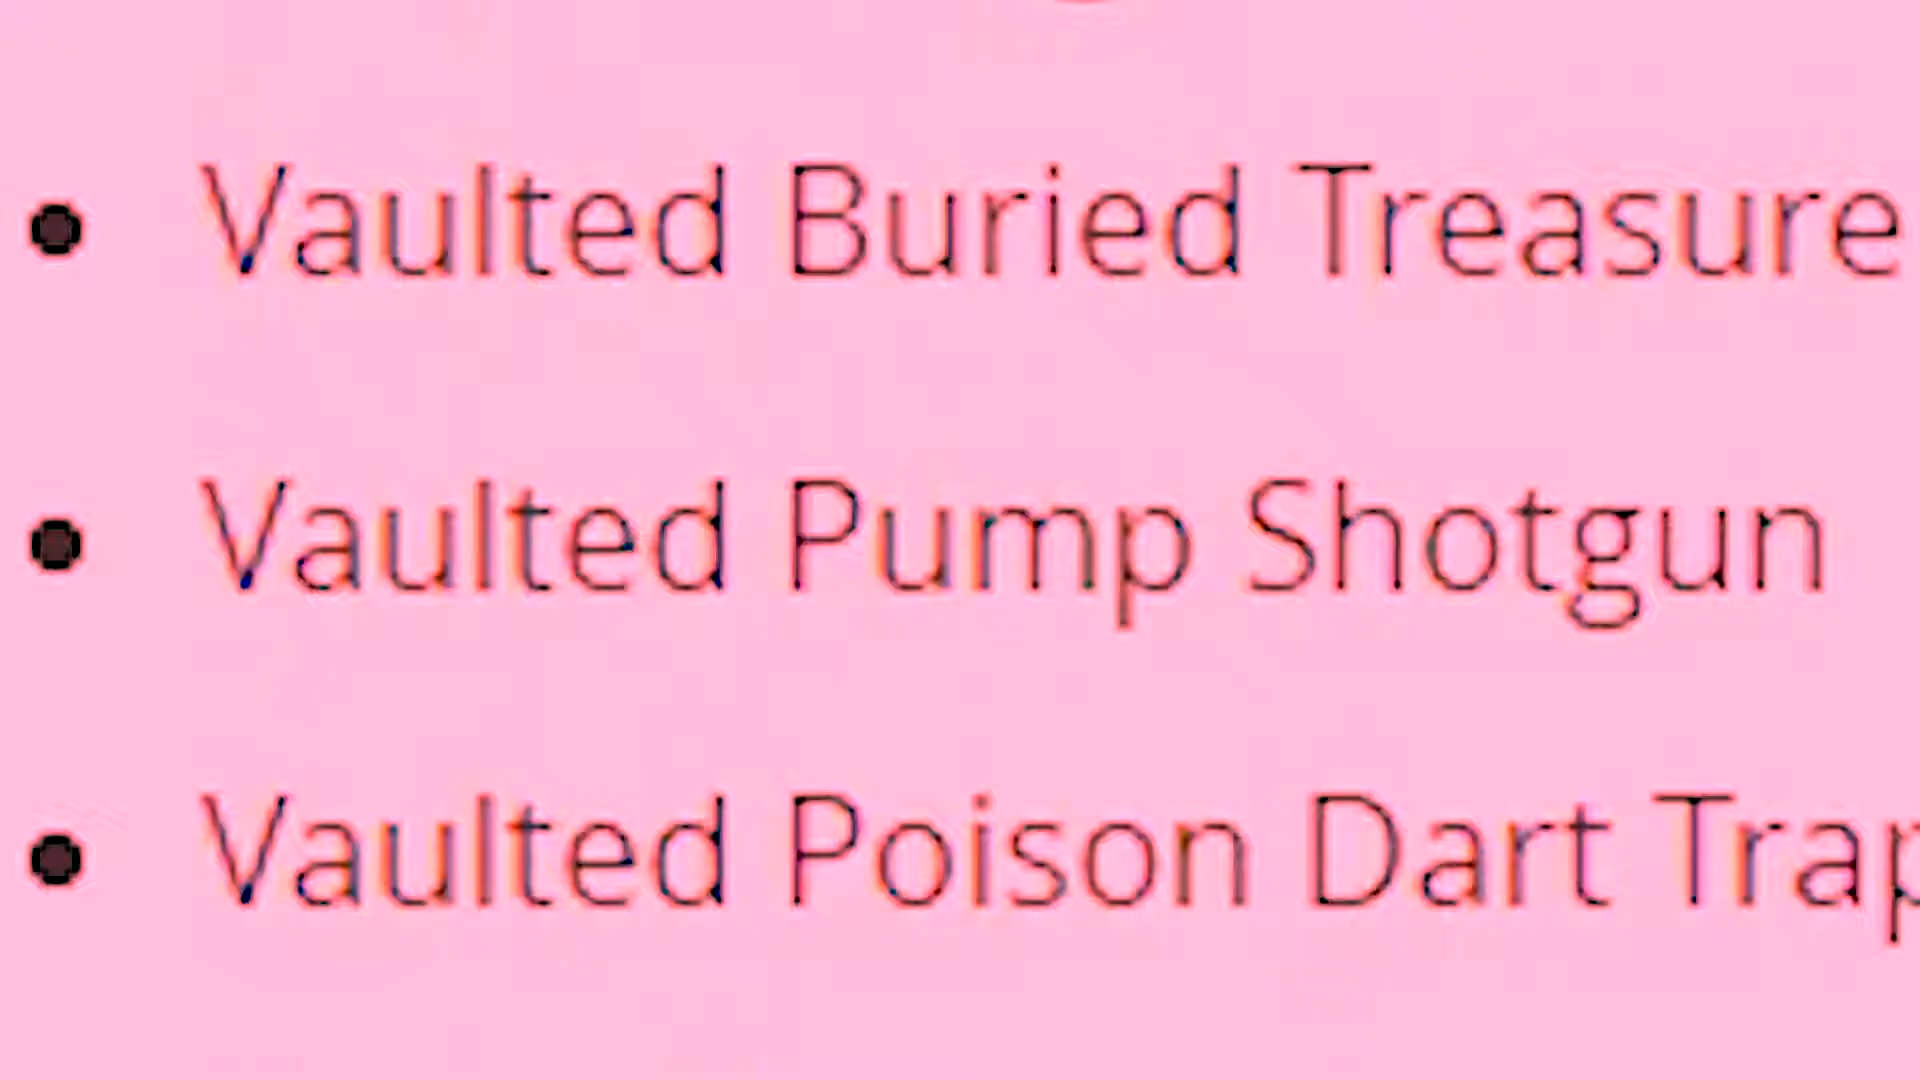 • Vaulted Buried Treasure
• Vaulted Pump Shotgun
• Vaulted Poison Dart Trap